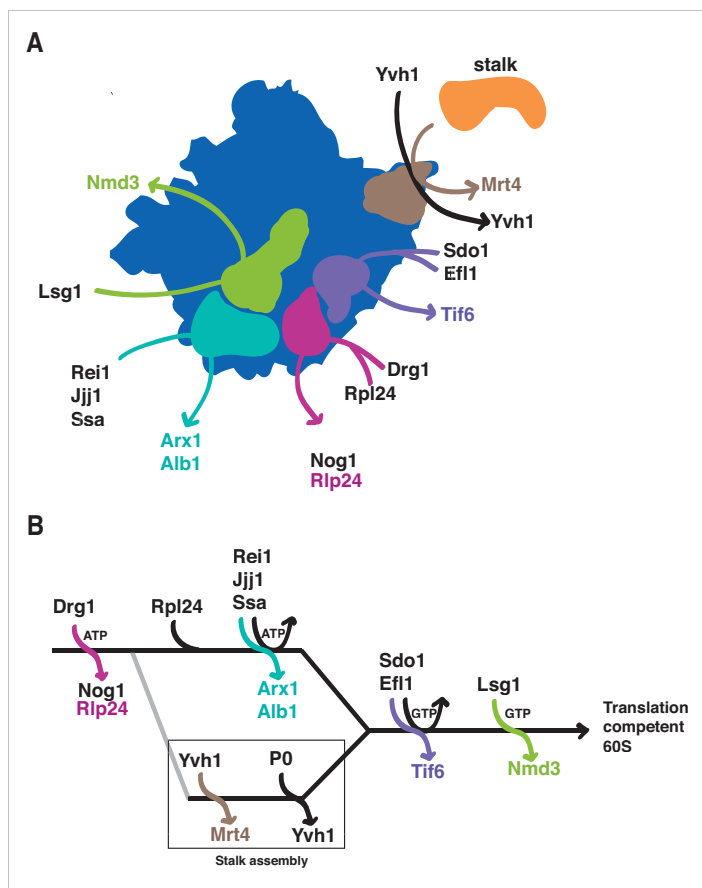 A
Yvh1
stalk
Nmd3
Mrt4
Yvh1
Sdo1
Efl1
Lsg1
Tif6
Rei1
Jjj1
Ssa
Drg1
Rpl24
Arx1
Alb1
Nog1
Rlp24
B
Rei1
Jjj1
Ssa
Drg1
Rpl24
ATP
ATP
Nog1
Rlp24
Arx1
Alb1
Sdo1
Efl1
Lsg1
GTP
GTP
Translation
competent
60S
Tif6
Nmd3
Yvh1
P0
Mrt4
Yvh1
Stalk assembly